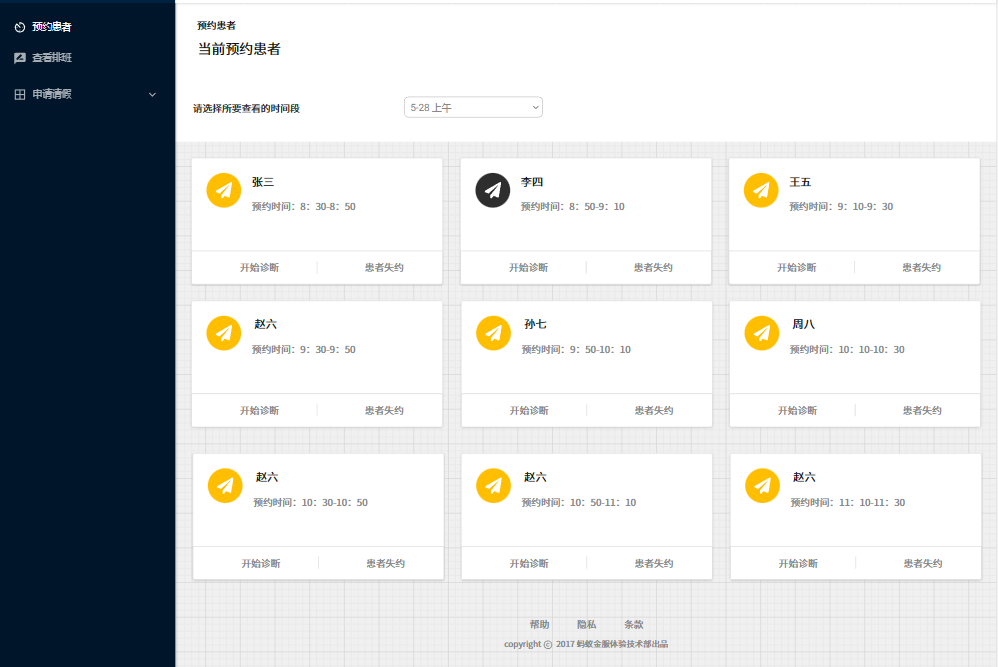 预约患者
查看排班
申请请假
预约患者
当前预约患者
请选择所要查看的时间段
5-28 上午
张三
预约时间：8：30-8：50
开始诊断
患者失约
李四
预约时间：8：50-9：10
开始诊断
患者失约
王五
预约时间：9：10-9：30
开始诊断
患者失约
赵六
预约时间：9：30-9：50
开始诊断
患者失约
孙七
预约时间：9：50-10：10
开始诊断
患者失约
周八
预约时间：10：10-10：30
开始诊断
患者失约
赵六
预约时间：10：30-10：50
开始诊断
患者失约
赵六
预约时间：10：50-11：10
开始诊断
患者失约
赵六
预约时间：11：10-11：30
开始诊断
患者失约
帮助 隐私 条款
copyright © 2017 蚂蚁金服体验技术部出品